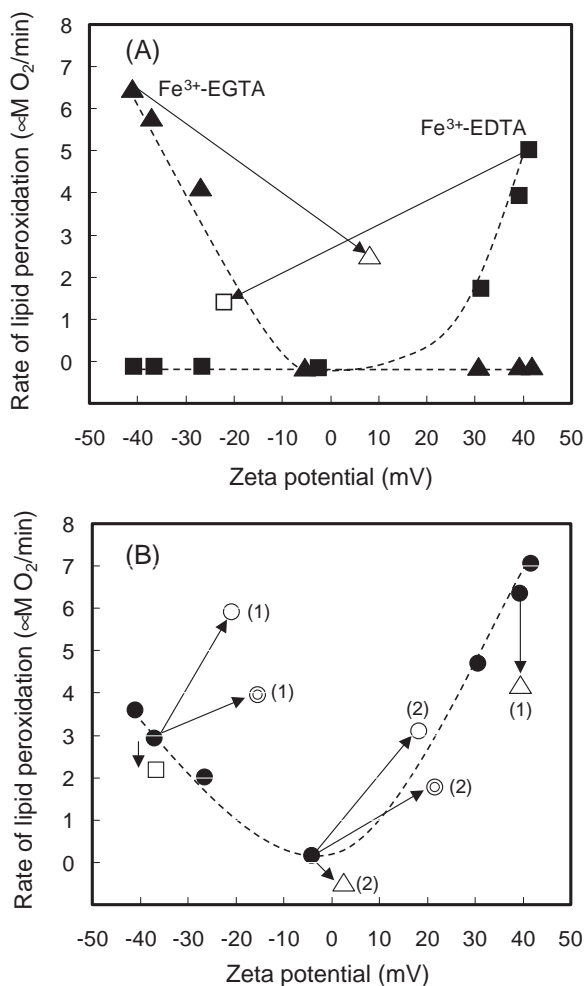 (A)
Fe³⁺-EGTA
Fe³⁺-EDTA
Rate of lipid peroxidation (∝M O₂/min)
8
7
6
5
4
3
2
1
0
-50 -40 -30 -20 -10 0 10 20 30 40 50
Zeta potential (mV)
(B)
Rate of lipid peroxidation (∝M O₂/min)
8
7
6
5
4
3
2
1
0
(1)
(1)
(2)
(2)
(1)
(2)
-50 -40 -30 -20 -10 0 10 20 30 40 50
Zeta potential (mV)